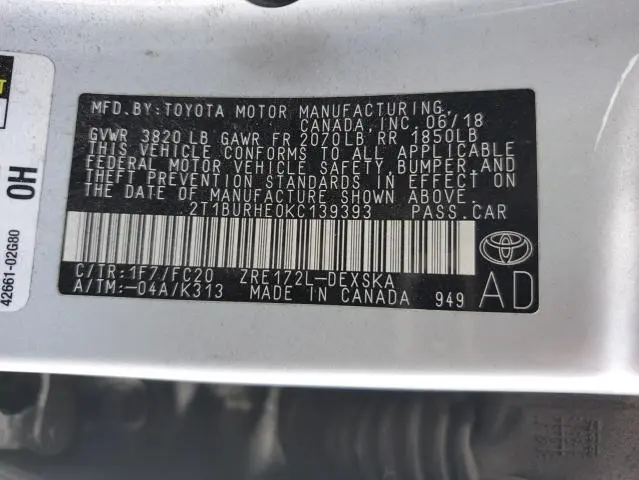 MFD.BY:TOYOTA MOTOR MANUFACTURING,
CANADA, INC. 06/18
GVWR 3820 LB GAWR FR 2070LB RR 1850LB
THIS VEHICLE CONFORMS TO ALL APPLICABLE
FEDERAL MOTOR VEHICLE SAFETY, BUMPER, AND
THEFT PREVENTION STANDARDS IN EFFECT ON
THE DATE OF MANUFACTURE SHOWN ABOVE.
2T1BURHE0KC139393 PASS.CAR
C/TR:1F7/FC20 ZRE172L-DEXSKA
A/TM:-04A/K313 MADE IN CANADA 949
AD
0H
42661-02G80